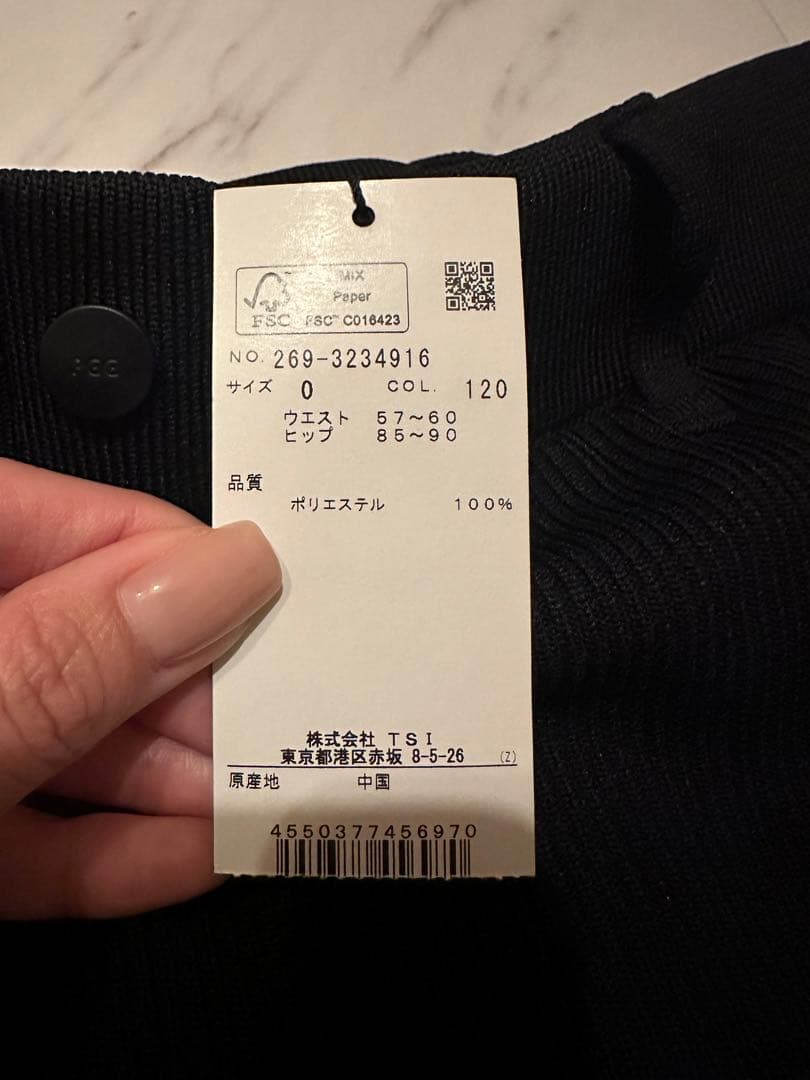 MIX
Paper
FSC
FSC™ C016423
NO. 269-3234916
サイズ 0 COL. 120
ウエスト 57～60
ヒップ 85～90
品質
ポリエステル 100%
株式会社 TSI
東京都港区赤坂 8-5-26 (Z)
原産地 中国
4550377456970